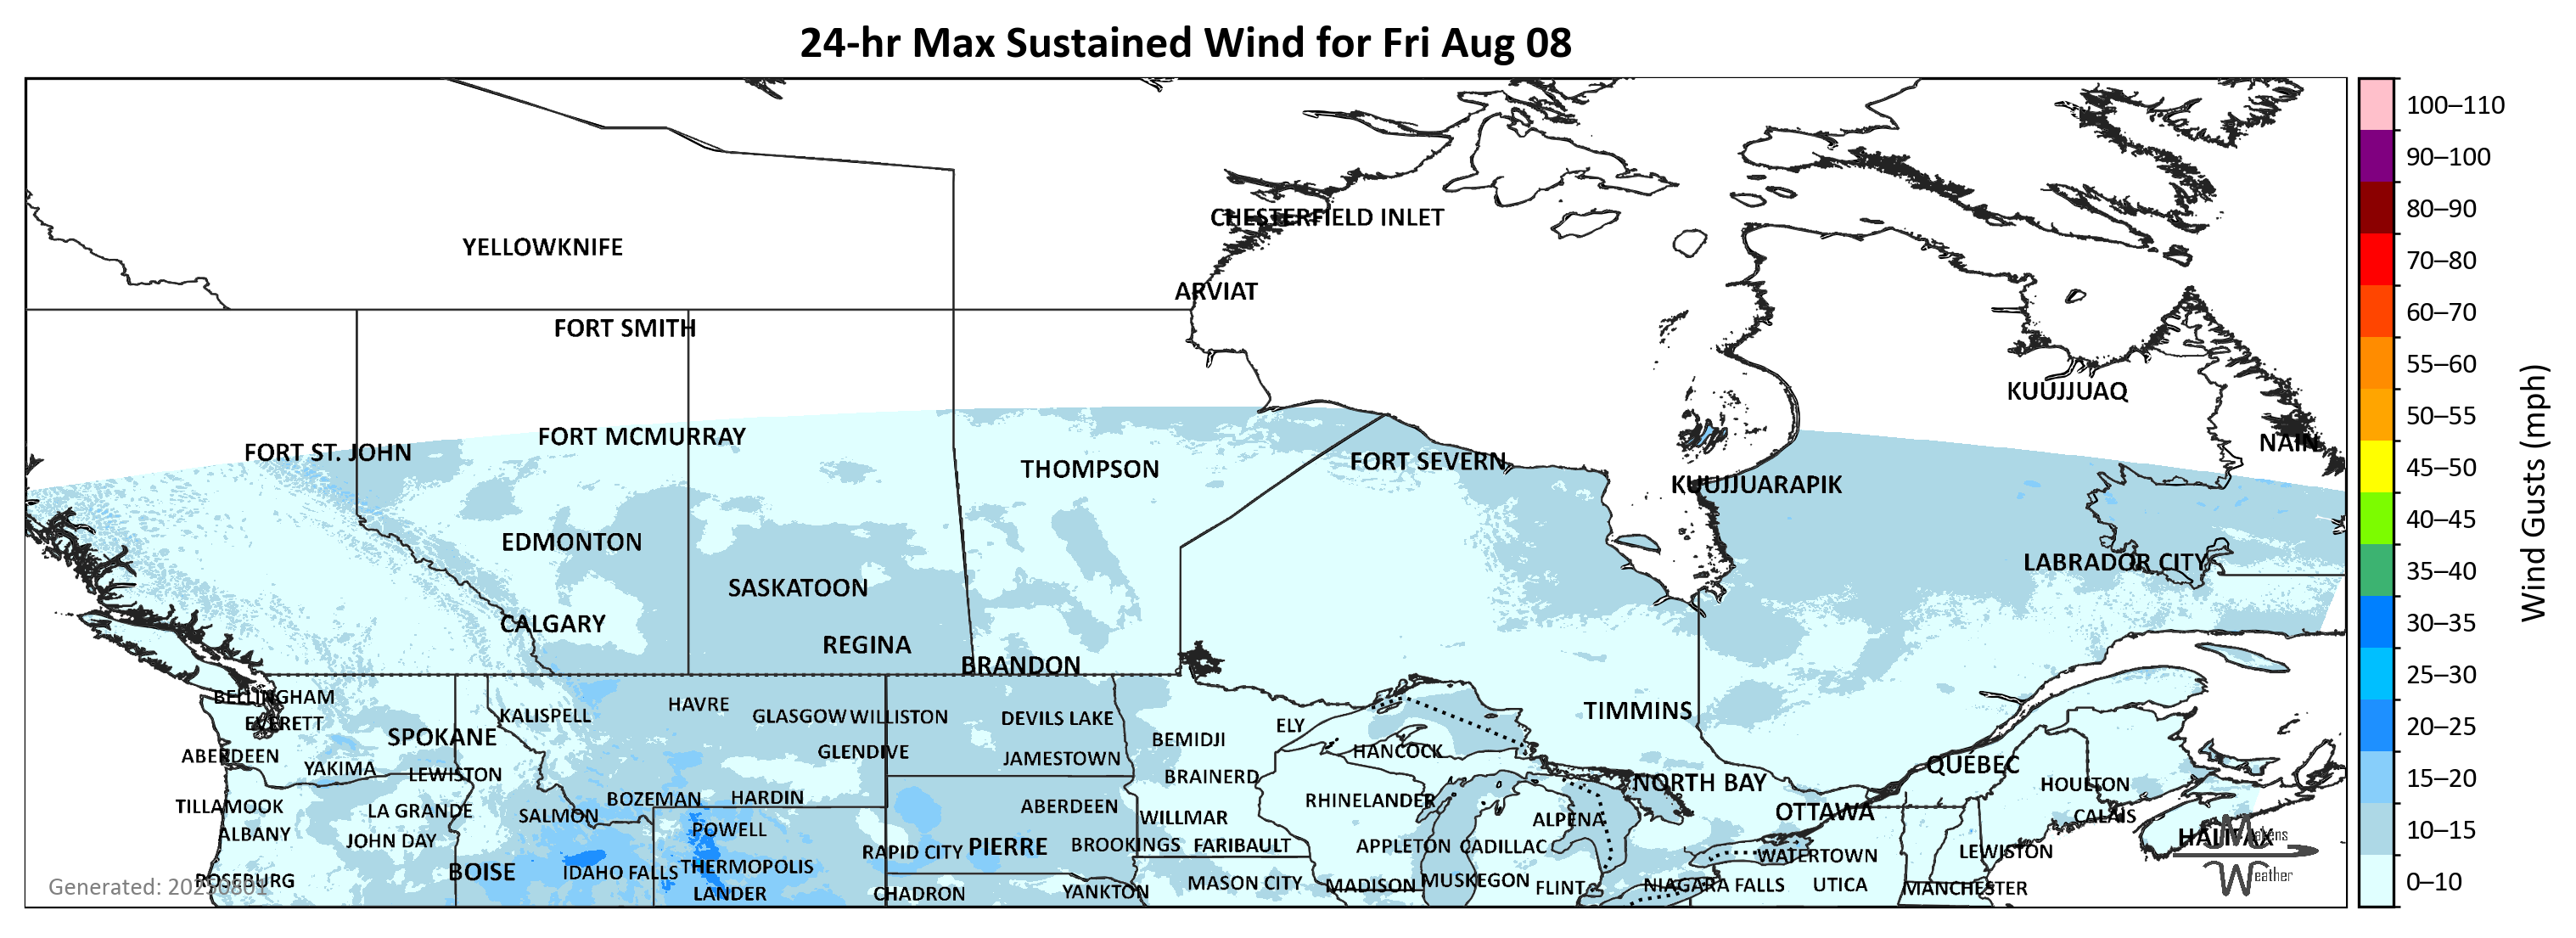 24-hr Max Sustained Wind for Fri Aug 08
100–110
90–100
80–90
70–80
60–70
55–60
50–55
45–50
40–45
35–40
30–35
25–30
20–25
15–20
10–15
0–10
Wind Gusts (mph)
CHESTERFIELD INLET
YELLOWKNIFE
ARVIAT
FORT SMITH
KUUJJUAQ
FORT MCMURRAY
NAIN
FORT ST. JOHN
FORT SEVERN
THOMPSON
KUUJJUARAPIK
EDMONTON
LABRADOR CITY
SASKATOON
CALGARY
REGINA
BRANDON
BELLINGHAM
HAVRE
TIMMINS
KALISPELL
GLASGOW
WILLISTON
DEVILS LAKE
EVERETT
ELY
SPOKANE
BEMIDJI
GLENDIVE
HANCOCK
ABERDEEN
JAMESTOWN
QUÉBEC
YAKIMA
LEWISTON
BRAINERD
NORTH BAY
HOULTON
BOZEMAN
HARDIN
RHINELANDER
TILLAMOOK
ABERDEEN
LA GRANDE
OTTAWA
SALMON
CALAIS
WILLMAR
ALPENA
POWELL
ALBANY
HALIFAX
JOHN DAY
BROOKINGS
FARIBAULT
APPLETON
CADILLAC
PIERRE
RAPID CITY
LEWISTON
WATERTOWN
THERMOPOLIS
BOISE
IDAHO FALLS
ROSEBURG
MUSKEGON
MASON CITY
MADISON
NIAGARA FALLS
UTICA
FLINT
MANCHESTER
YANKTON
LANDER
CHADRON
Generated: 20250801
Makens
Weather